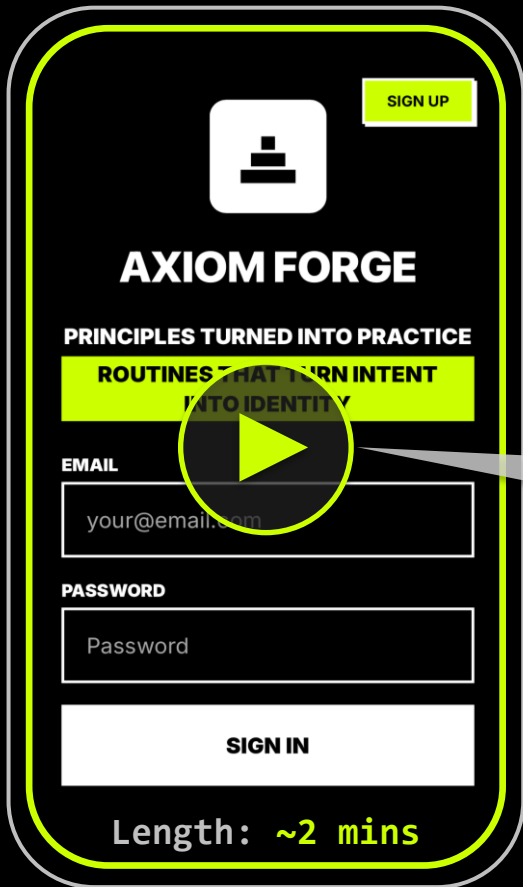 SIGN UP
AXIOM FORGE
PRINCIPLES TURNED INTO PRACTICE
ROUTINES THAT TURN INTENT
INTO IDENTITY
EMAIL
your@email.com
PASSWORD
Password
SIGN IN
Length: ~2 mins